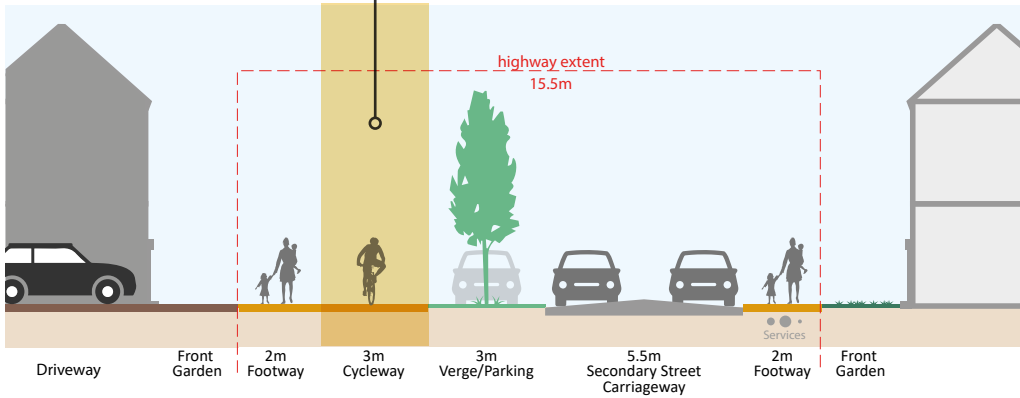 highway extent
15.5m
Services
Driveway
Front
Garden
2m
Footway
3m
Cycleway
3m
Verge/Parking
5.5m
Secondary Street
Carriageway
2m
Footway
Front
Garden